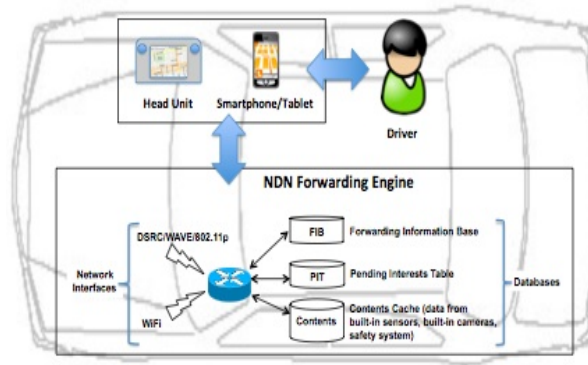 Head Unit
Smartphone/Tablet
Driver
NDN Forwarding Engine
DSRC/WAVE/802.11p
FIB
Forwarding Information Base
Network
Interfaces
PIT
Pending Interests Table
Databases
WiFi
Contents
Contents Cache (data from
built-in sensors, built-in cameras,
safety system)